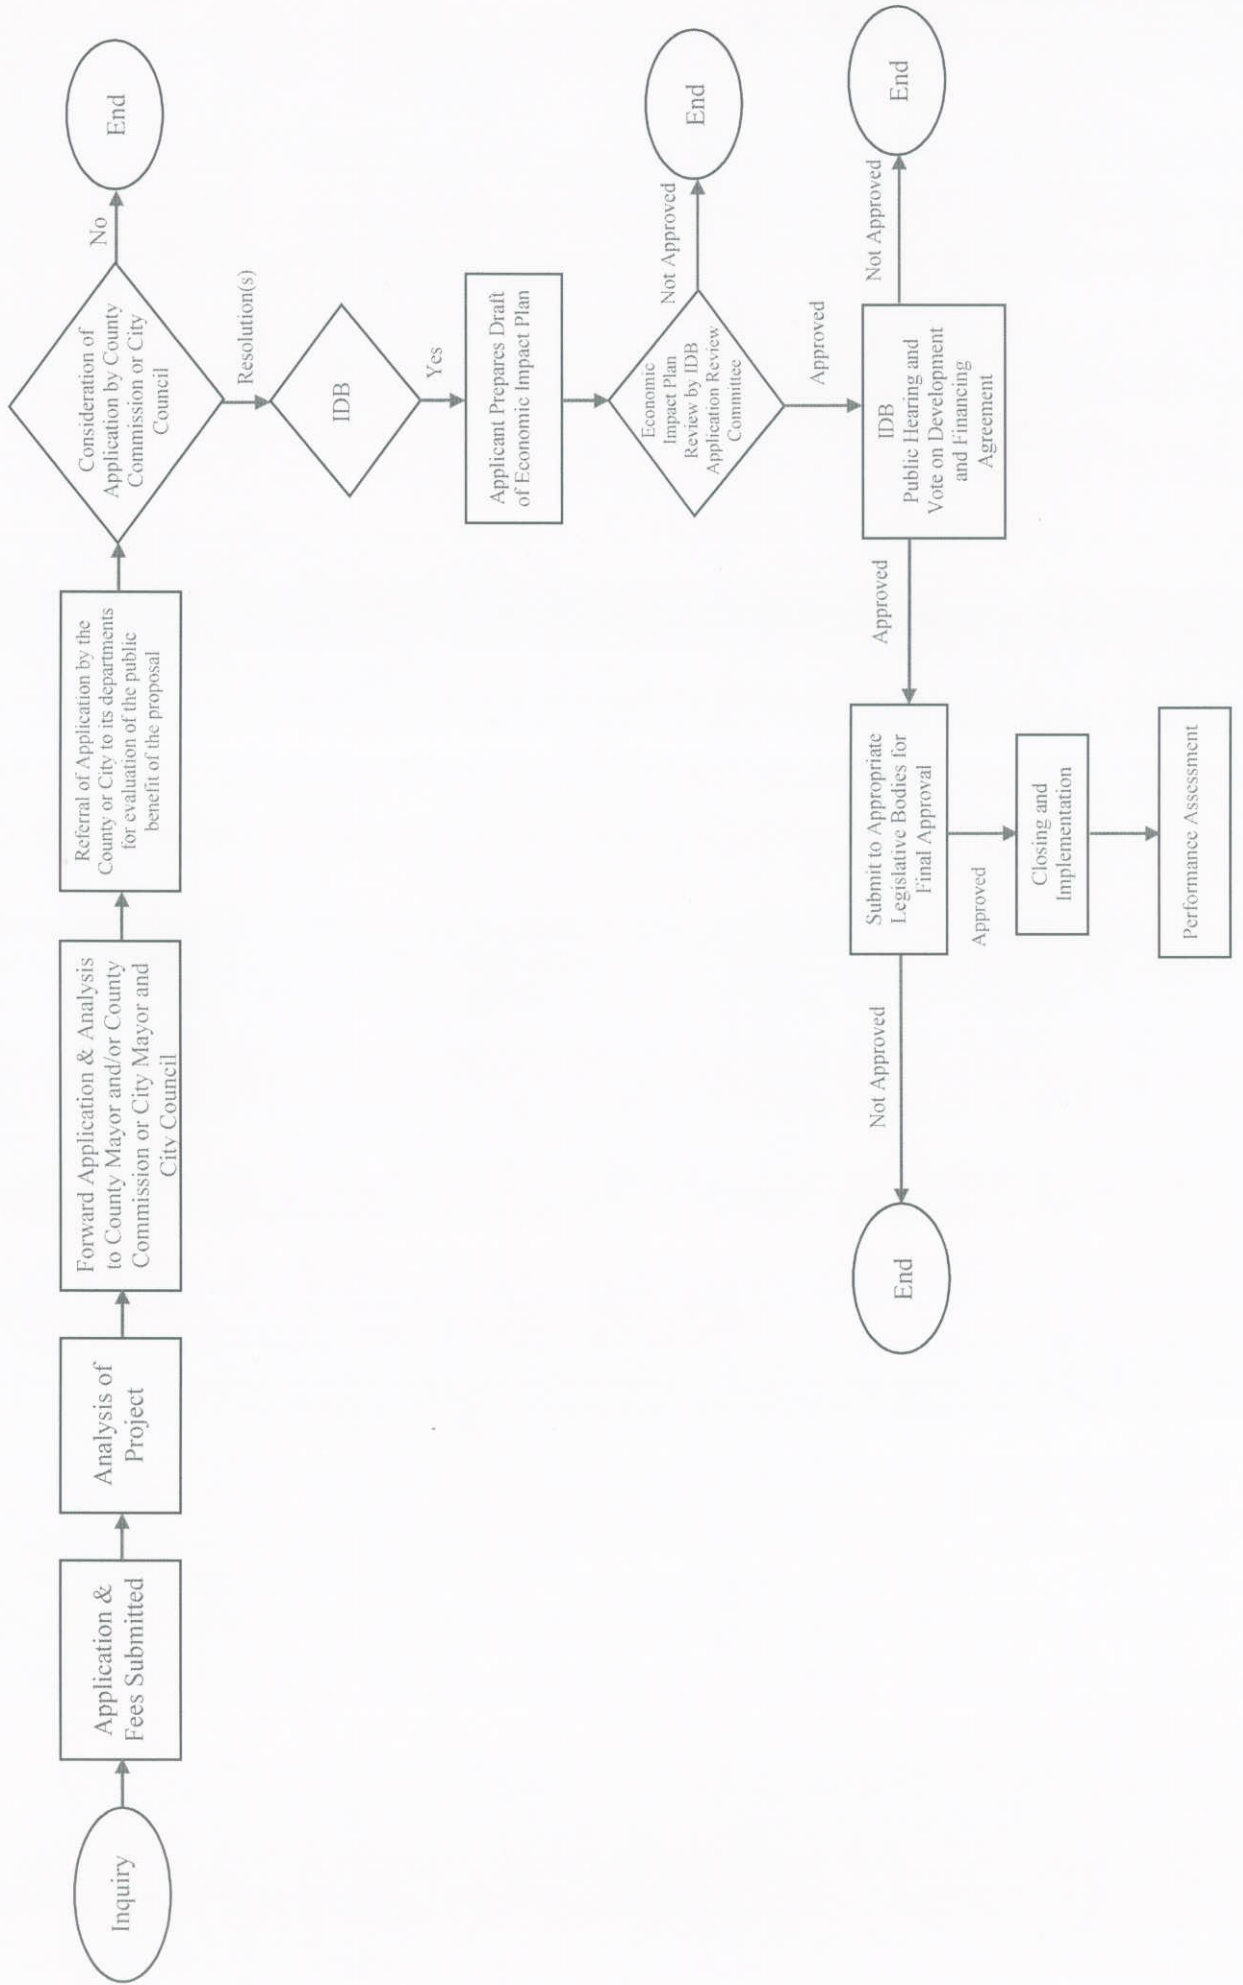 Inquiry
Application &
Fees Submitted
Analysis of
Project
Forward Application & Analysis
to County Mayor and/or County
Commission or City Mayor and
City Council
Referral of Application by the
County or City to its departments
for evaluation of the public
benefit of the proposal
Consideration of
Application by County
Commission or City
Council
No
End
Resolution(s)
IDB
Yes
Applicant Prepares Draft
of Economic Impact Plan
Economic
Impact Plan
Review by IDB
Application Review
Committee
Not Approved
End
Approved
IDB
Public Hearing and
Vote on Development
and Financing
Agreement
Not Approved
End
Approved
Submit to Appropriate
Legislative Bodies for
Final Approval
Not Approved
End
Approved
Closing and
Implementation
Performance Assessment